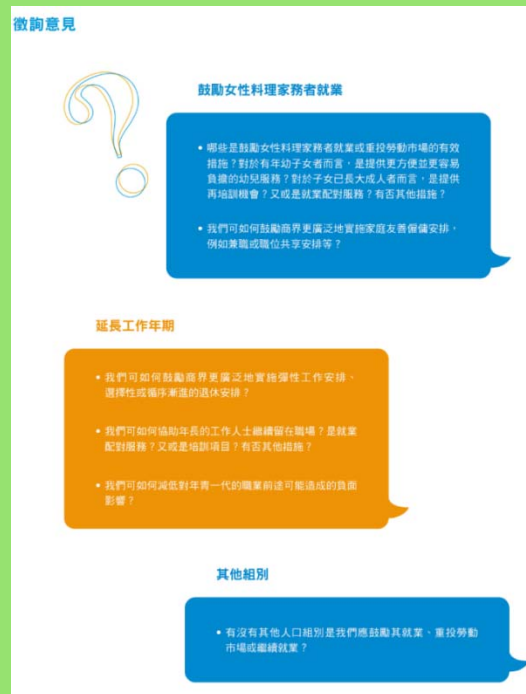 徵詢意見
鼓勵女性料理家務者就業
• 哪些是鼓勵女性料理家務者就業或重投勞動市場的有效
措施？對於有年幼子女者而言，是提供更方便並更容易
負擔的幼兒服務？對於子女已長大成人者而言，是提供
再培訓機會？又或是就業配對服務？有否其他措施？
• 我們可如何鼓勵商界更廣泛地實施家庭友善僱傭安排，
例如兼職或職位共享安排等？
延長工作年期
• 我們可如何鼓勵商界更廣泛地實施彈性工作安排、
選擇性或循序漸進的退休安排？
• 我們可如何協助年長的工作人士繼續留在職場？是就業
配對服務？又或是培訓項目？有否其他措施？
• 我們可如何減低對年青一代的職業前途可能造成的負面
影響？
其他組別
• 有沒有其他人口組別是我們應鼓勵其就業、重投勞動
市場或繼續就業？